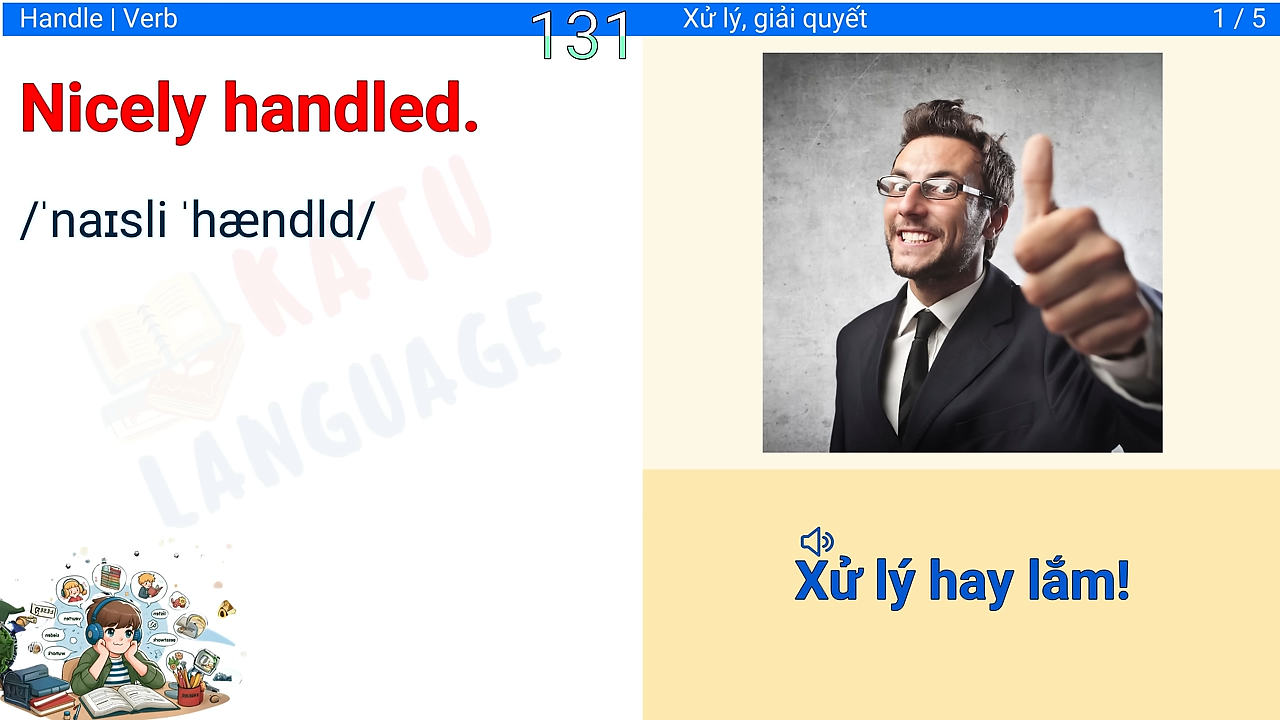 Handle | Verb
131
Xử lý, giải quyết
1 / 5
Nicely handled.
/ˈnaɪsli ˈhændld/
KATU
LANGUAGE
Xử lý hay lắm!